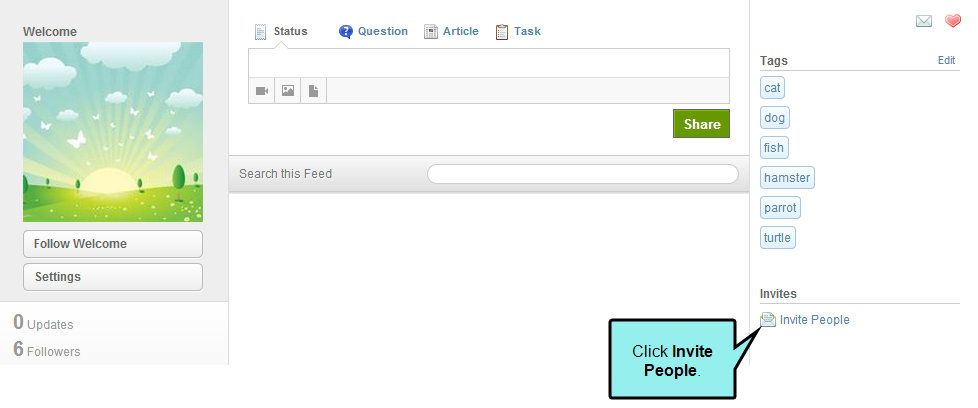 Welcome
Follow Welcome
Settings
0 Updates
6 Followers
Status Question Article Task
Share
Search this Feed
Tags Edit
cat
dog
fish
hamster
parrot
turtle
Invites
Invite People
Click Invite
People.